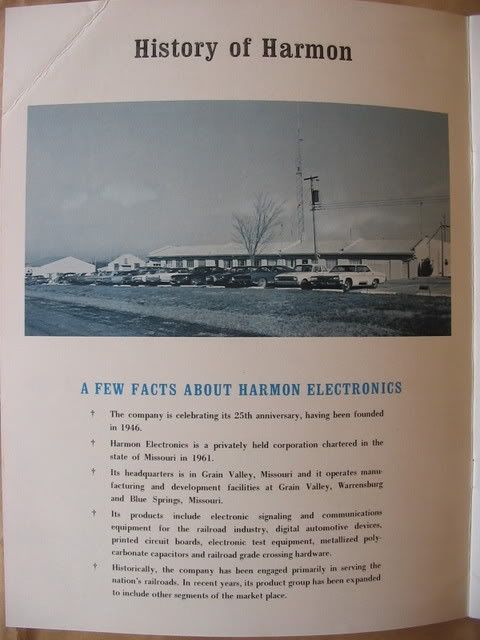 History of Harmon
A FEW FACTS ABOUT HARMON ELECTRONICS
† The company is celebrating its 25th anniversary, having been founded
in 1946.
† Harmon Electronics is a privately held corporation chartered in the
state of Missouri in 1961.
† Its headquarters is in Grain Valley, Missouri and it operates manu-
facturing and development facilities at Grain Valley, Warrensburg
and Blue Springs, Missouri.
† Its products include electronic signaling and communications
equipment for the railroad industry, digital automotive devices,
printed circuit boards, electronic test equipment, metallized poly-
carbonate capacitors and railroad grade crossing hardware.
† Historically, the company has been engaged primarily in serving the
nation's railroads. In recent years, its product group has been expanded
to include other segments of the market place.